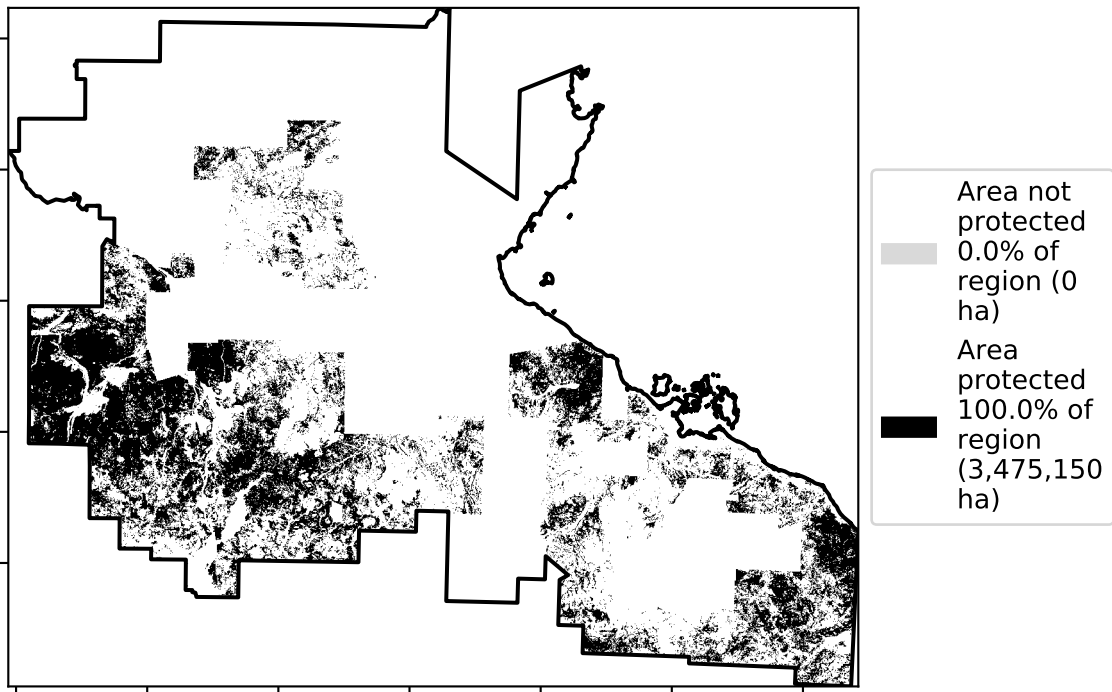 Area not
protected
0.0% of
region (0
ha)
Area
protected
100.0% of
region
(3,475,150
ha)